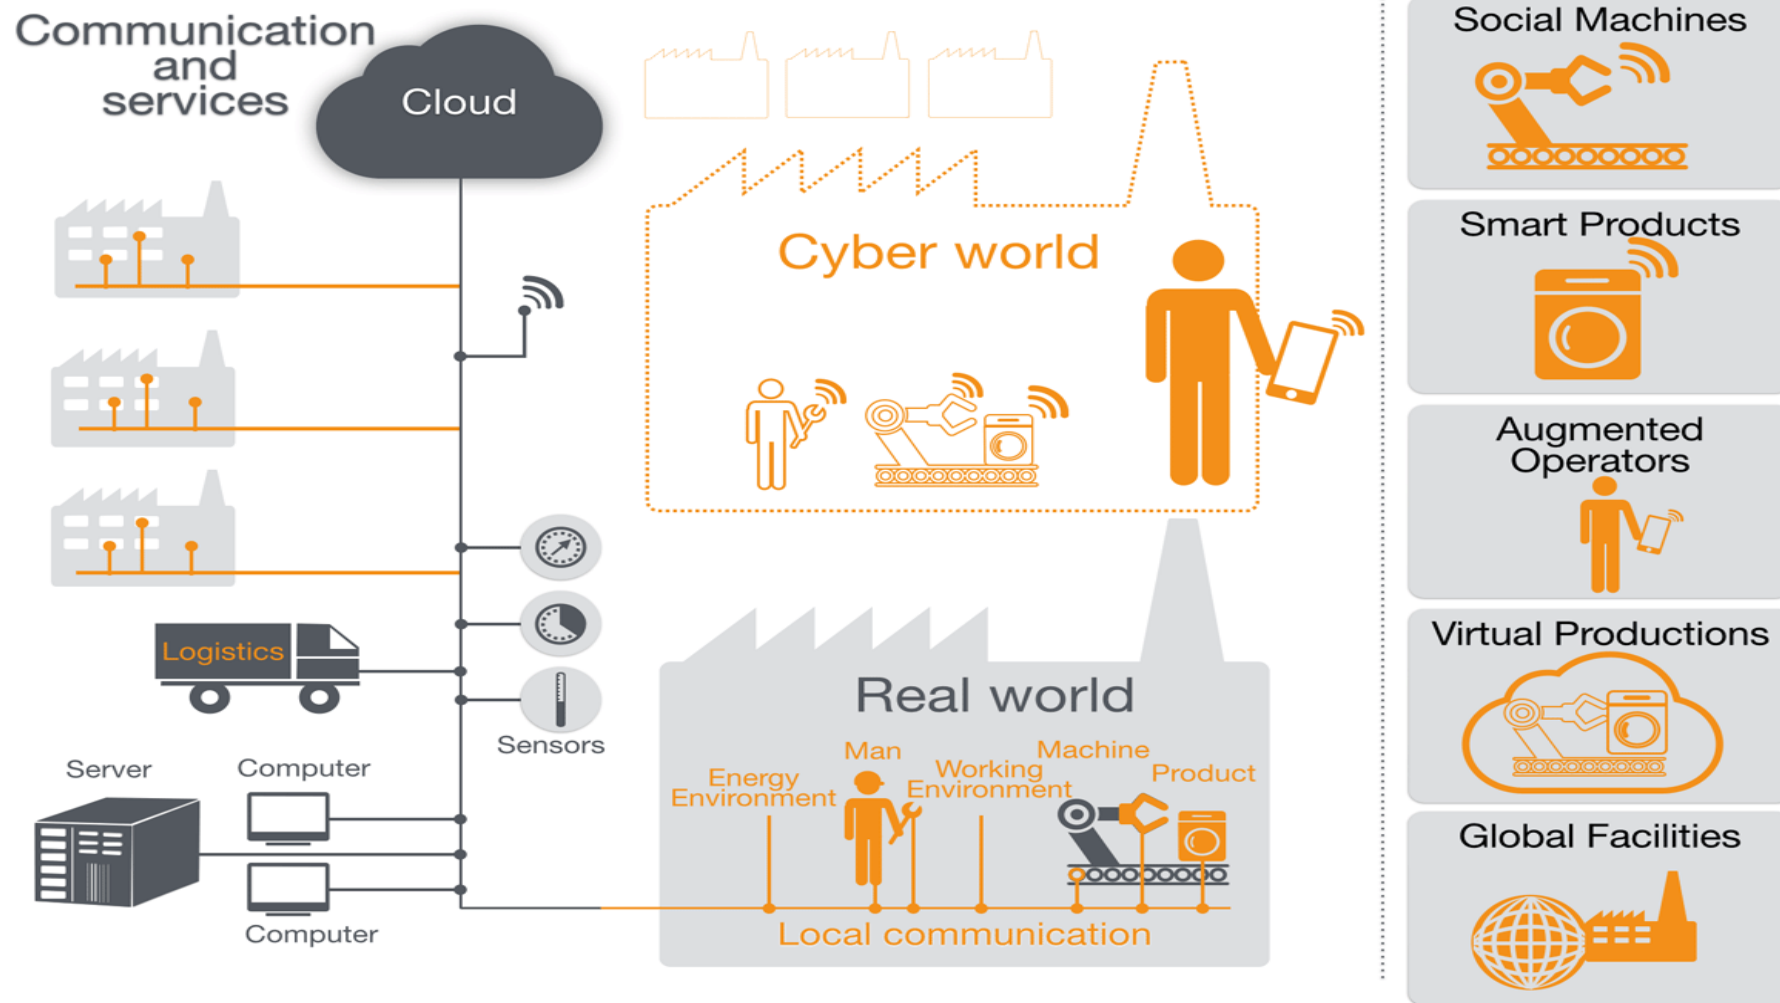 Communication
and
services
Cloud
Logistics
Sensors
Server
Computer
Computer
Cyber world
Real world
Energy
Environment
Man
Working
Environment
Machine
Product
Local communication
Social Machines
Smart Products
Augmented
Operators
Virtual Productions
Global Facilities